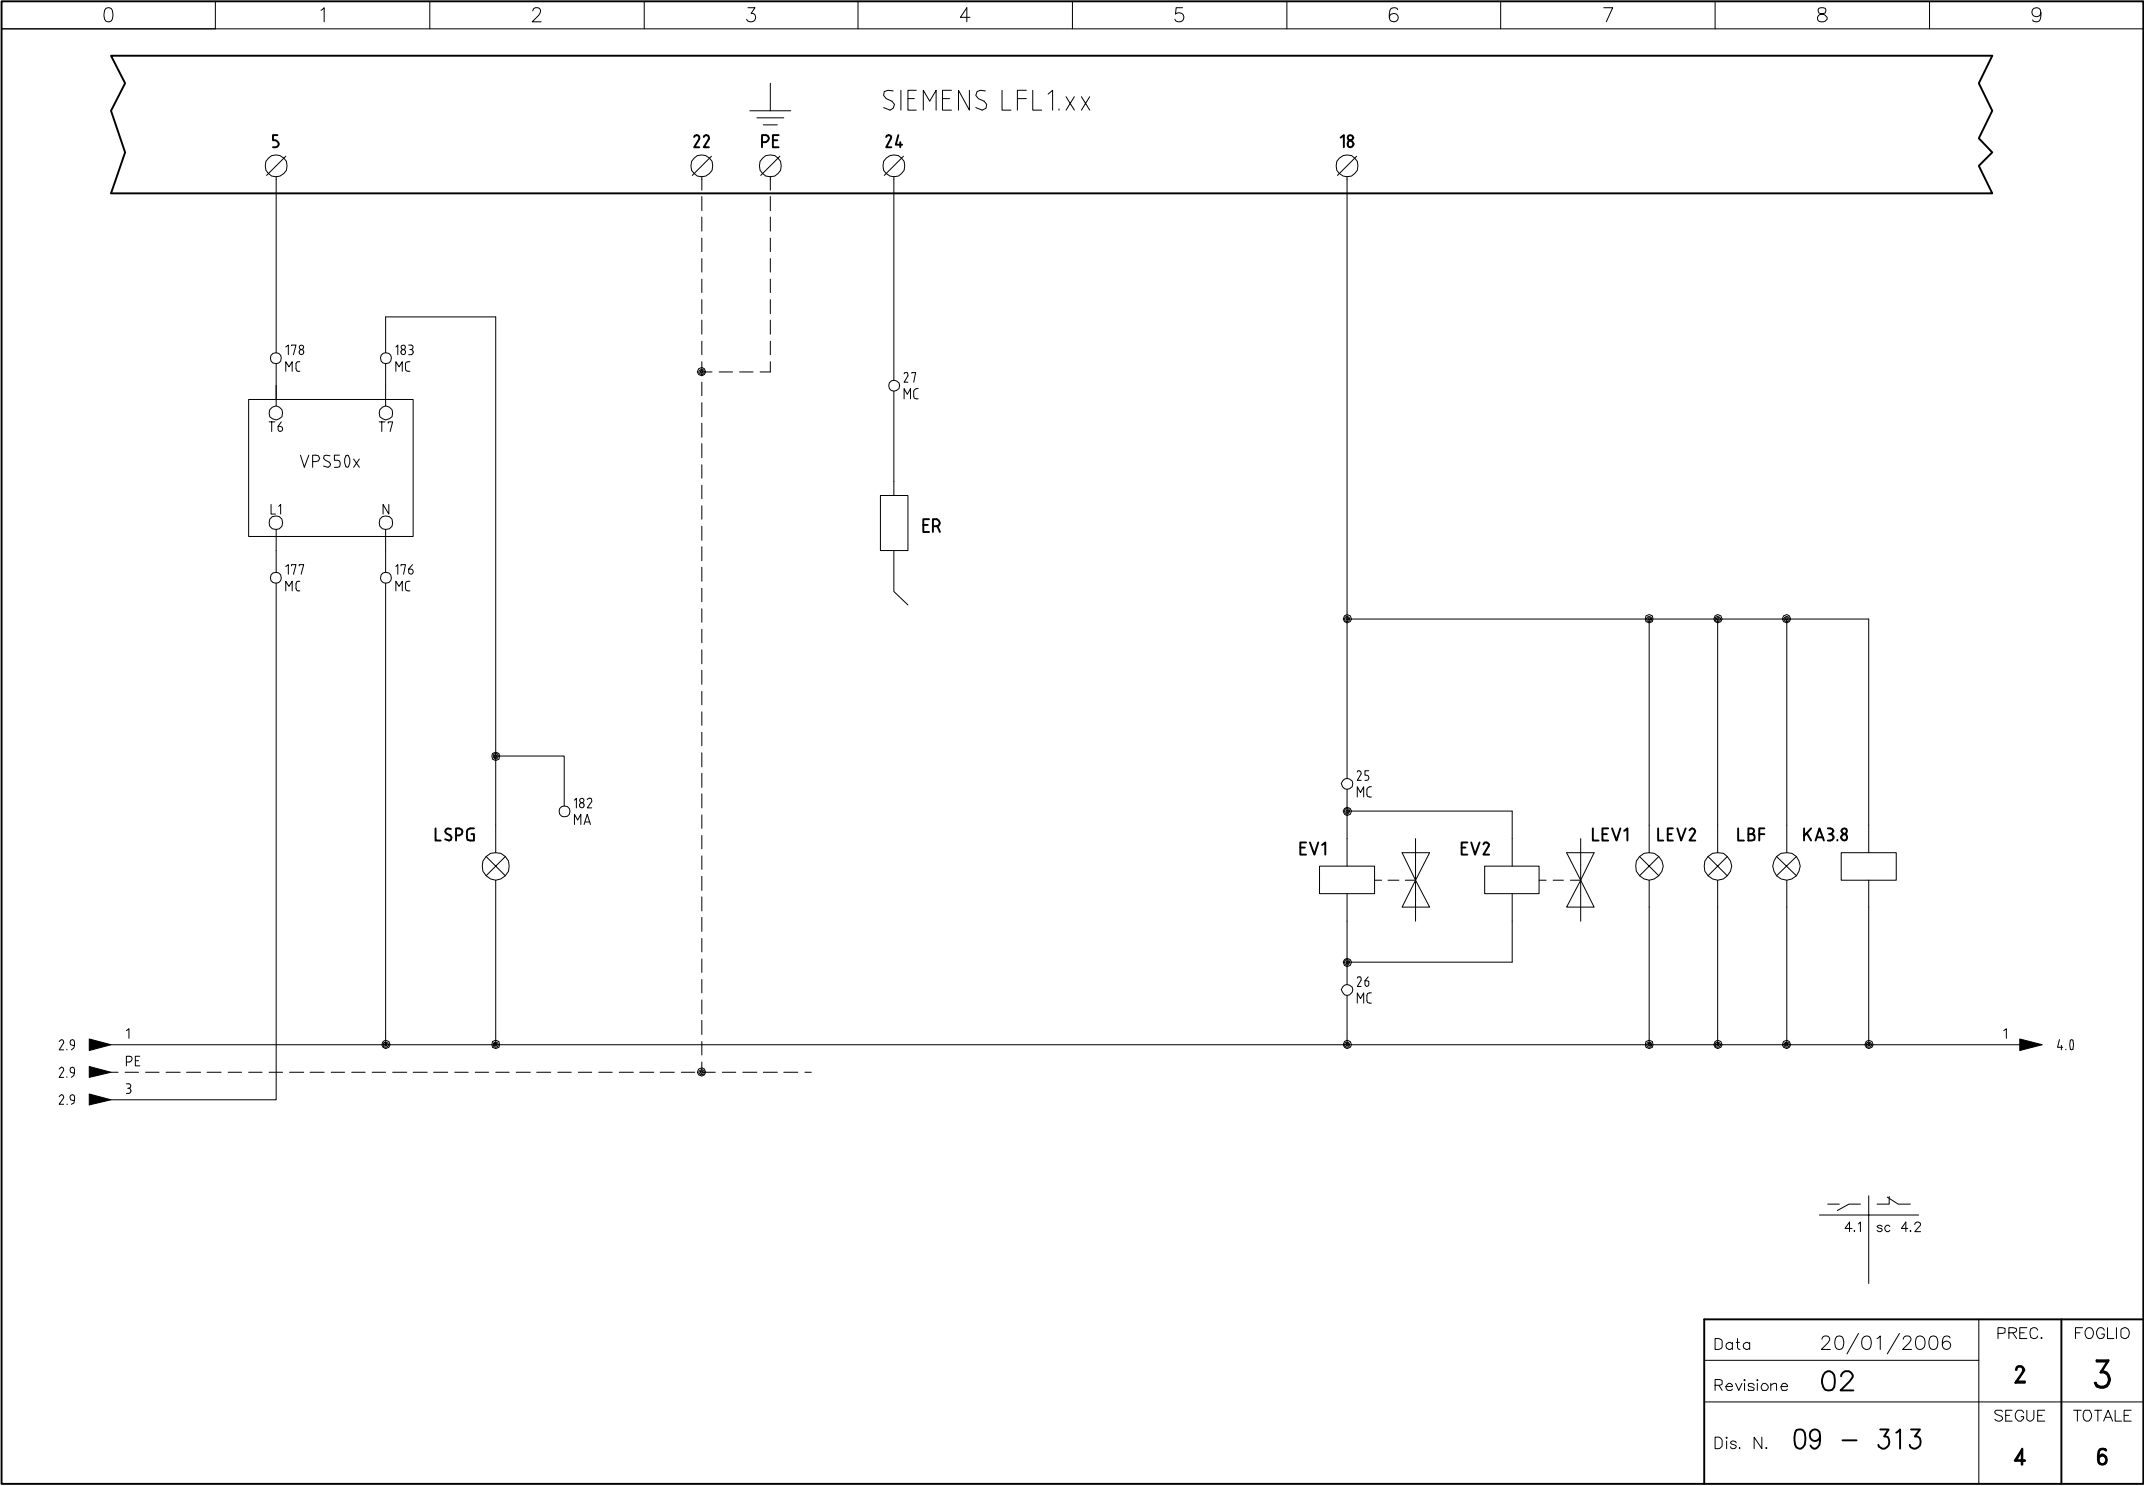 0 1 2 3 4 5 6 7 8 9
SIEMENS LFL1.xx
5 22 PE 24 18
178
MC
183
MC
27
MC
T6 T7
VPS50x
L1 N
ER
177
MC
176
MC
25
MC
182
MA
LSPG
EV1 EV2 LEV1 LEV2 LBF KA3.8
26
MC
2.9 1 1 4.0
2.9 PE
2.9 3
4.1 sc 4.2
Data 20/01/2006
Revisione 02
Dis. N. 09 - 313
PREC.
2
FOGLIO
3
SEGUE
4
TOTALE
6